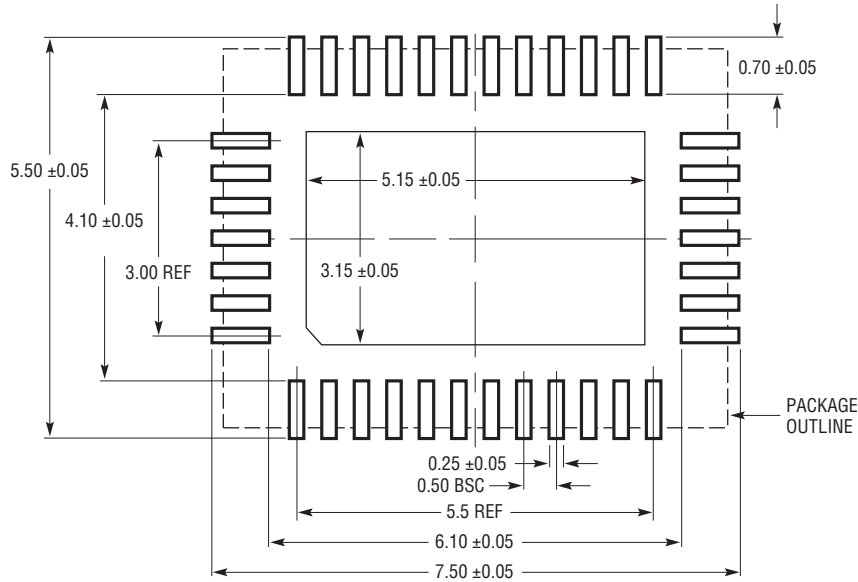 0.70 ±0.05
5.50 ±0.05
5.15 ±0.05
4.10 ±0.05
3.00 REF
3.15 ±0.05
PACKAGE
OUTLINE
0.25 ±0.05
0.50 BSC
5.5 REF
6.10 ±0.05
7.50 ±0.05